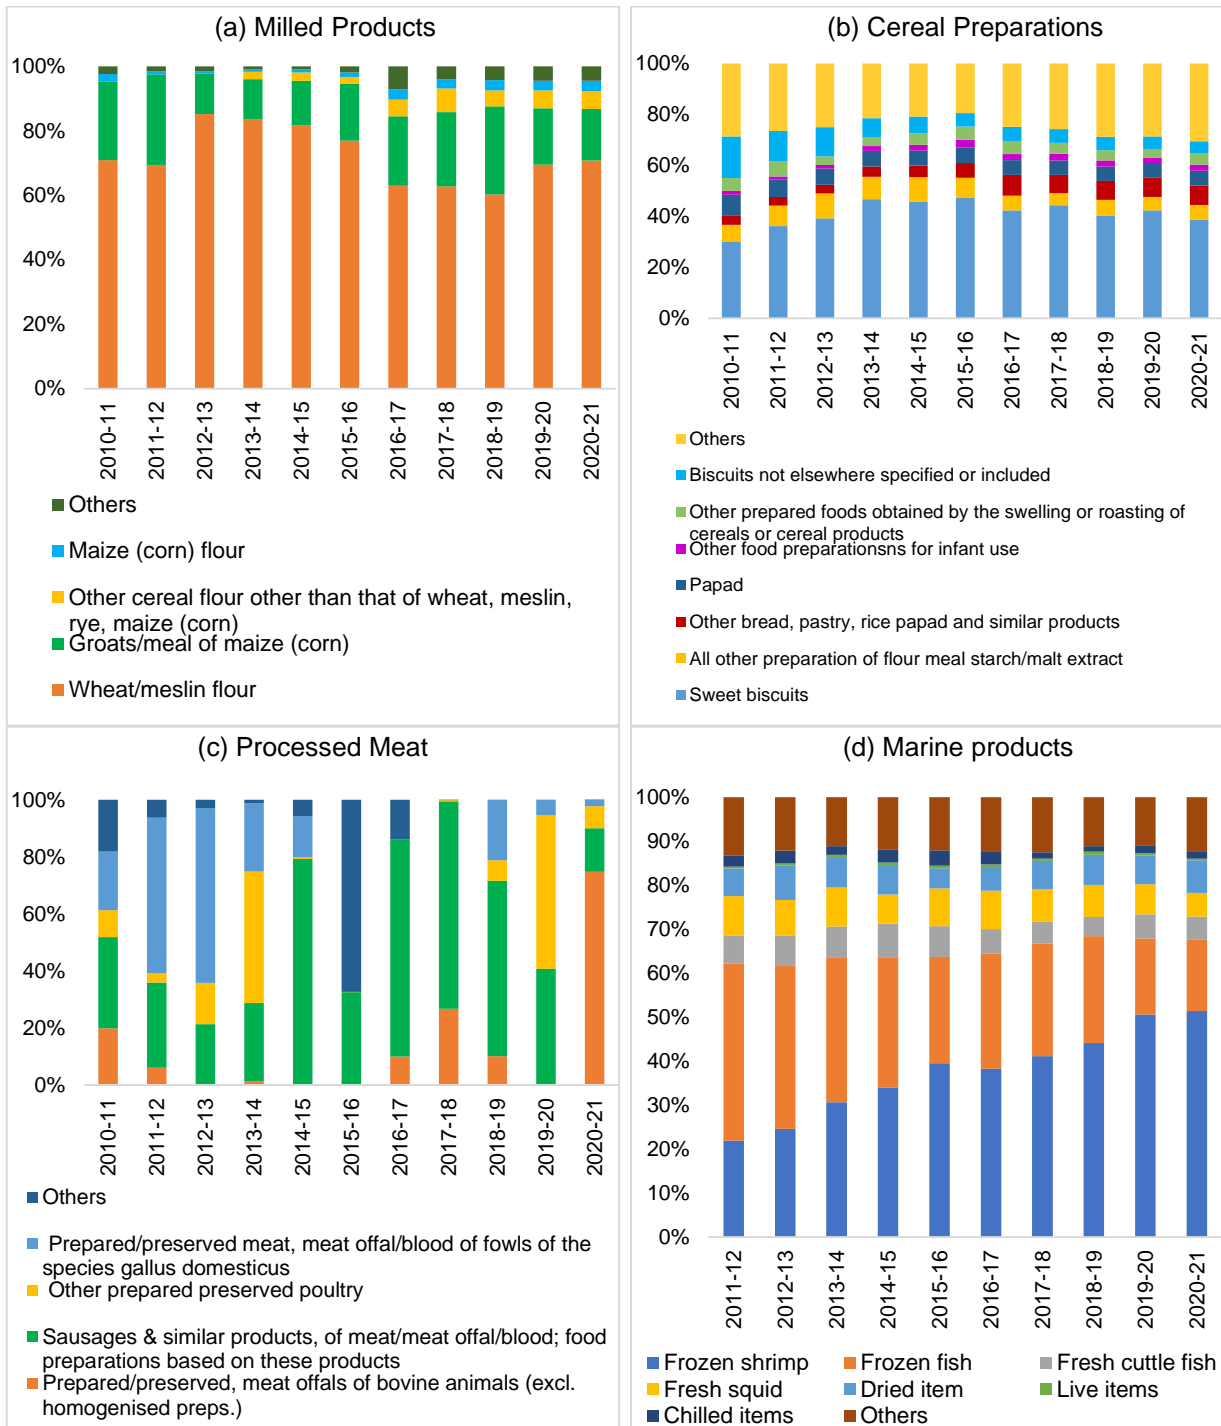 (a) Milled Products
100%
80%
60%
40%
20%
0%
2010-11
2011-12
2012-13
2013-14
2014-15
2015-16
2016-17
2017-18
2018-19
2019-20
2020-21
Others
Maize (corn) flour
Other cereal flour other than that of wheat, meslin,
rye, maize (corn)
Groats/meal of maize (corn)
Wheat/meslin flour
(b) Cereal Preparations
100%
80%
60%
40%
20%
0%
2010-11
2011-12
2012-13
2013-14
2014-15
2015-16
2016-17
2017-18
2018-19
2019-20
2020-21
Others
Biscuits not elsewhere specified or included
Other prepared foods obtained by the swelling or roasting of
cereals or cereal products
Other food preparationsns for infant use
Papad
Other bread, pastry, rice papad and similar products
All other preparation of flour meal starch/malt extract
Sweet biscuits
(c) Processed Meat
100%
80%
60%
40%
20%
0%
2010-11
2011-12
2012-13
2013-14
2014-15
2015-16
2016-17
2017-18
2018-19
2019-20
2020-21
Others
Prepared/preserved meat, meat offal/blood of fowls of the
species gallus domesticus
Other prepared preserved poultry
Sausages & similar products, of meat/meat offal/blood; food
preparations based on these products
Prepared/preserved, meat offals of bovine animals (excl.
homogenised preps.)
(d) Marine products
100%
90%
80%
70%
60%
50%
40%
30%
20%
10%
0%
2011-12
2012-13
2013-14
2014-15
2015-16
2016-17
2017-18
2018-19
2019-20
2020-21
Frozen shrimp Frozen fish Fresh cuttle fish
Fresh squid Dried item Live items
Chilled items Others